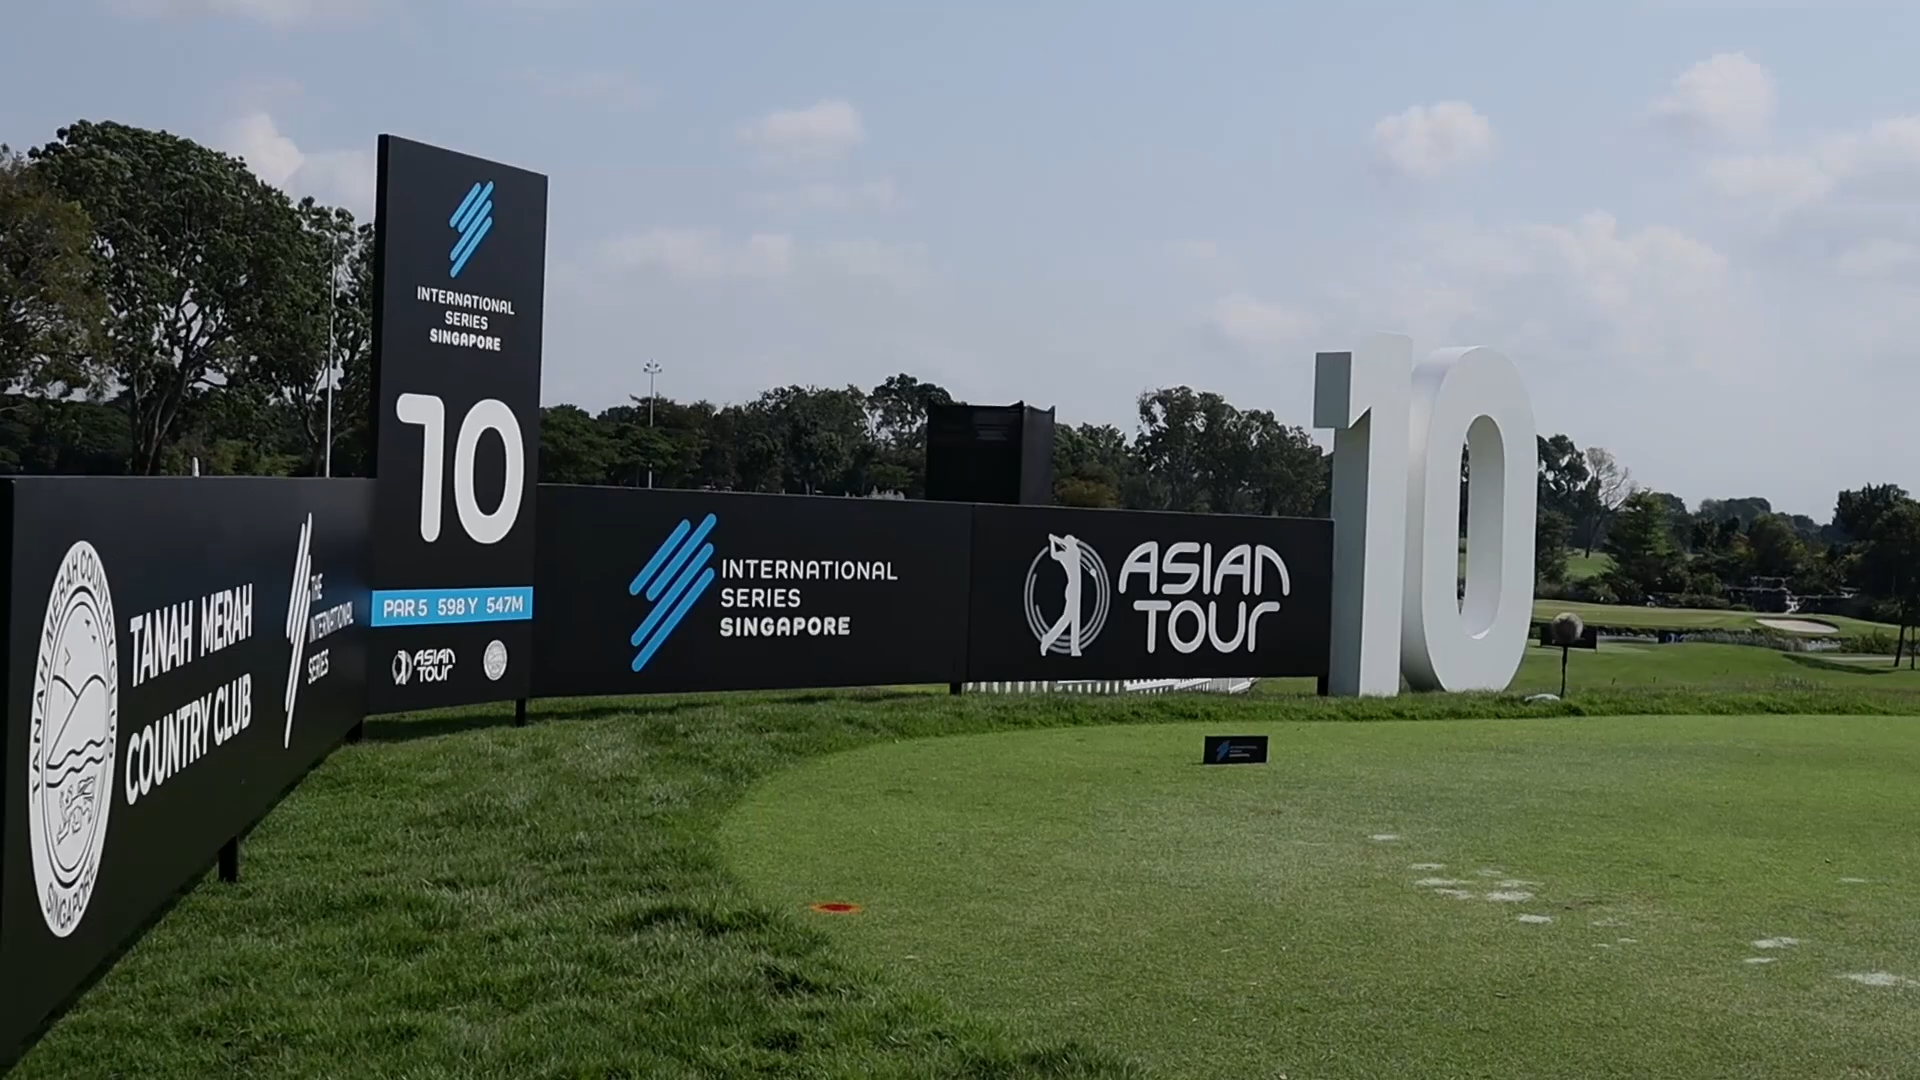 TANAH MERAH COUNTRY CLUB
SINGAPORE
TANAH MERAH
COUNTRY CLUB
THE
INTERNATIONAL
SERIES
INTERNATIONAL
SERIES
SINGAPORE
10
PAR 5 598 Y 547M
ASIAN
TOUR
INTERNATIONAL
SERIES
SINGAPORE
ASIAN
TOUR
10